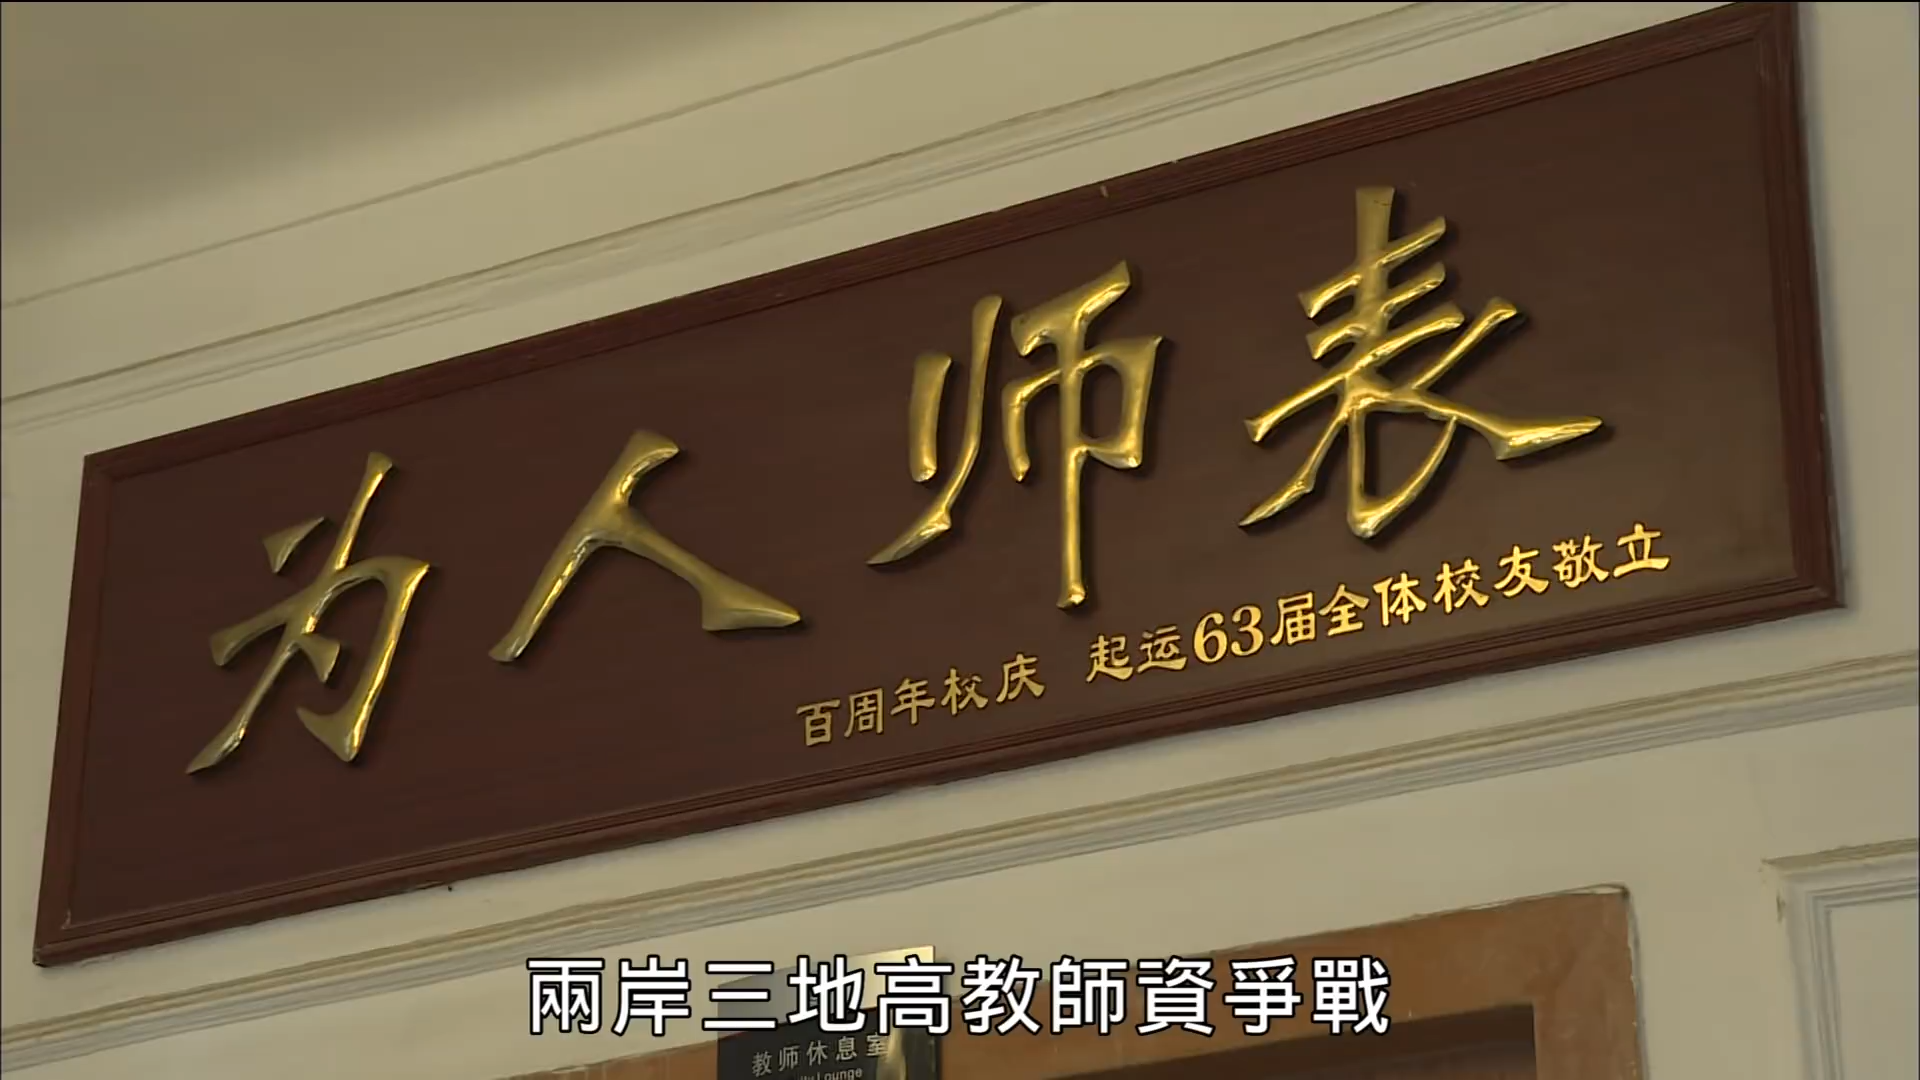 为人师表
百周年校庆 起运63届全体校友敬立
兩岸三地高教師資爭戰
教师休息室
Lounge